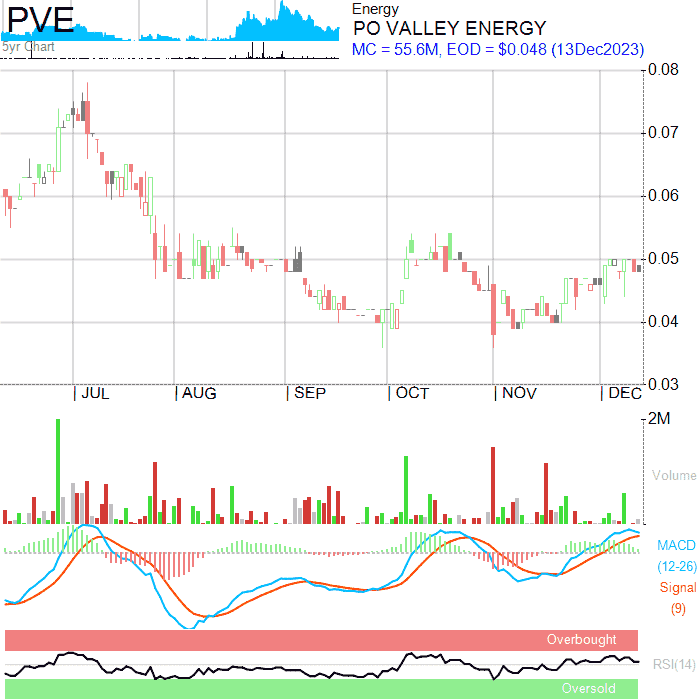 PVE
5yr Chart
Energy
PO VALLEY ENERGY
MC = 55.6M, EOD = $0.048 (13Dec2023)
0.08
0.07
0.06
0.05
0.04
0.03
| JUL | AUG | SEP | OCT | NOV | DEC
2M
Volume
MACD
(12-26)
Signal
(9)
Overbought
RSI(14)
Oversold